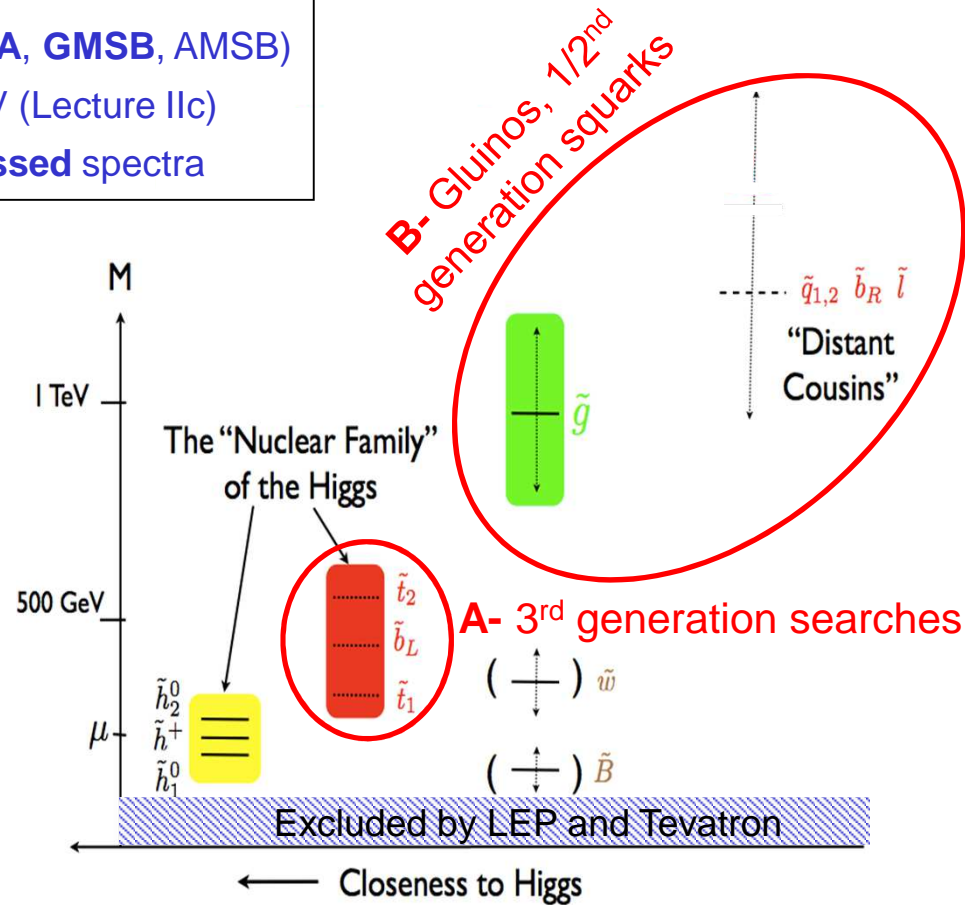 A, GMSB, AMSB)
(Lecture IIc)
spectra
B- Gluinos, 1/2nd
generation squarks
M
q̃1,2 b̃R l̃
"Distant
Cousins"
1 TeV
g̃
The "Nuclear Family"
of the Higgs
500 GeV
t̃2
A- 3rd generation searches
b̃L
( ) w̃
t̃1
h̃02
μ
h̃+
( ) B̃
h̃01
Excluded by LEP and Tevatron
Closeness to Higgs